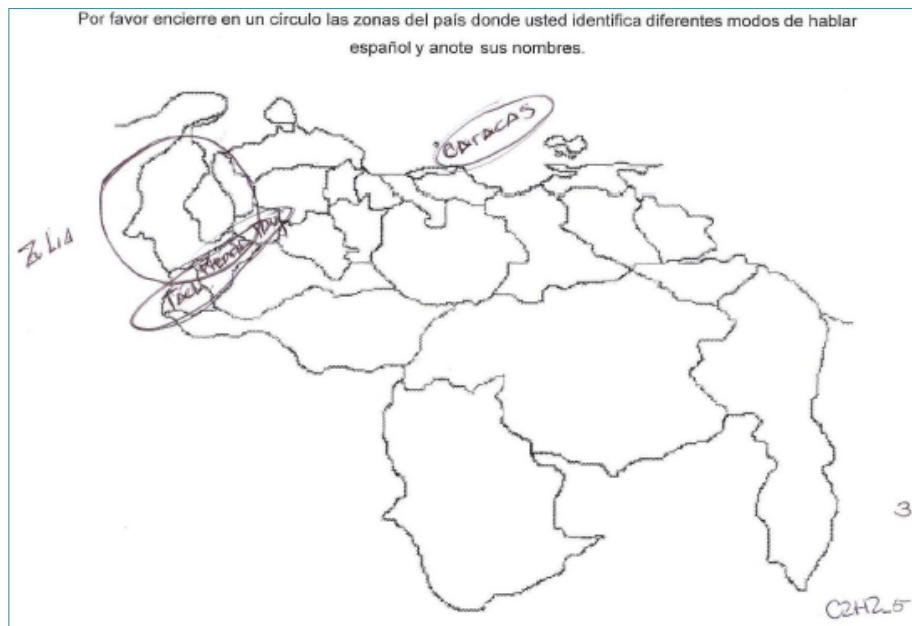 Por favor encierre en un círculo las zonas del país donde usted identifica diferentes modos de hablar
español y anote sus nombres.
CARACAS
ZULIA
Tach
3
C2H2_5